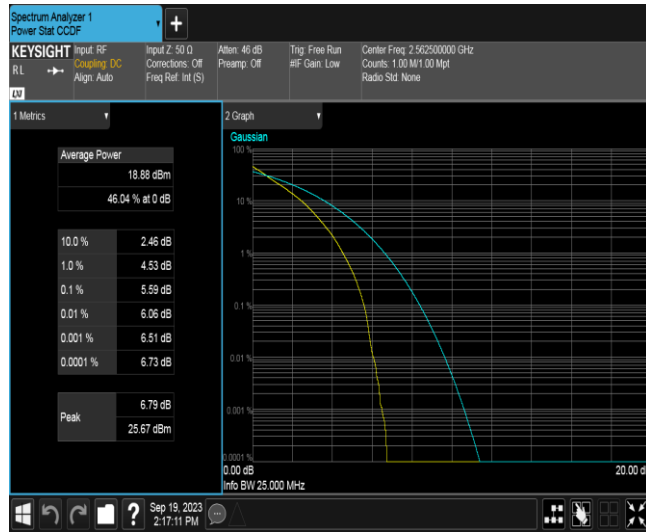 Spectrum Analyzer 1
Power Stat CCDF
+
KEYSIGHT
RL
LXI
Input: RF
Coupling: DC
Align: Auto
Input Z: 50 Ω
Corrections: Off
Freq Ref: Int (S)
Atten: 46 dB
Preamp: Off
Trig: Free Run
#IF Gain: Low
Center Freq: 2.562500000 GHz
Counts: 1.00 M/1.00 Mpt
Radio Std: None
1 Metrics
Average Power
18.88 dBm
46.04 % at 0 dB
10.0 % 2.46 dB
1.0 % 4.53 dB
0.1 % 5.59 dB
0.01 % 6.06 dB
0.001 % 6.51 dB
0.0001 % 6.73 dB
Peak
6.79 dB
25.67 dBm
2 Graph
Gaussian
100 %
10 %
1 %
0.1 %
0.01 %
0.001 %
0.0001 %
0.00 dB
20.00 d
Info BW 25.000 MHz
?
Sep 19, 2023
2:17:11 PM